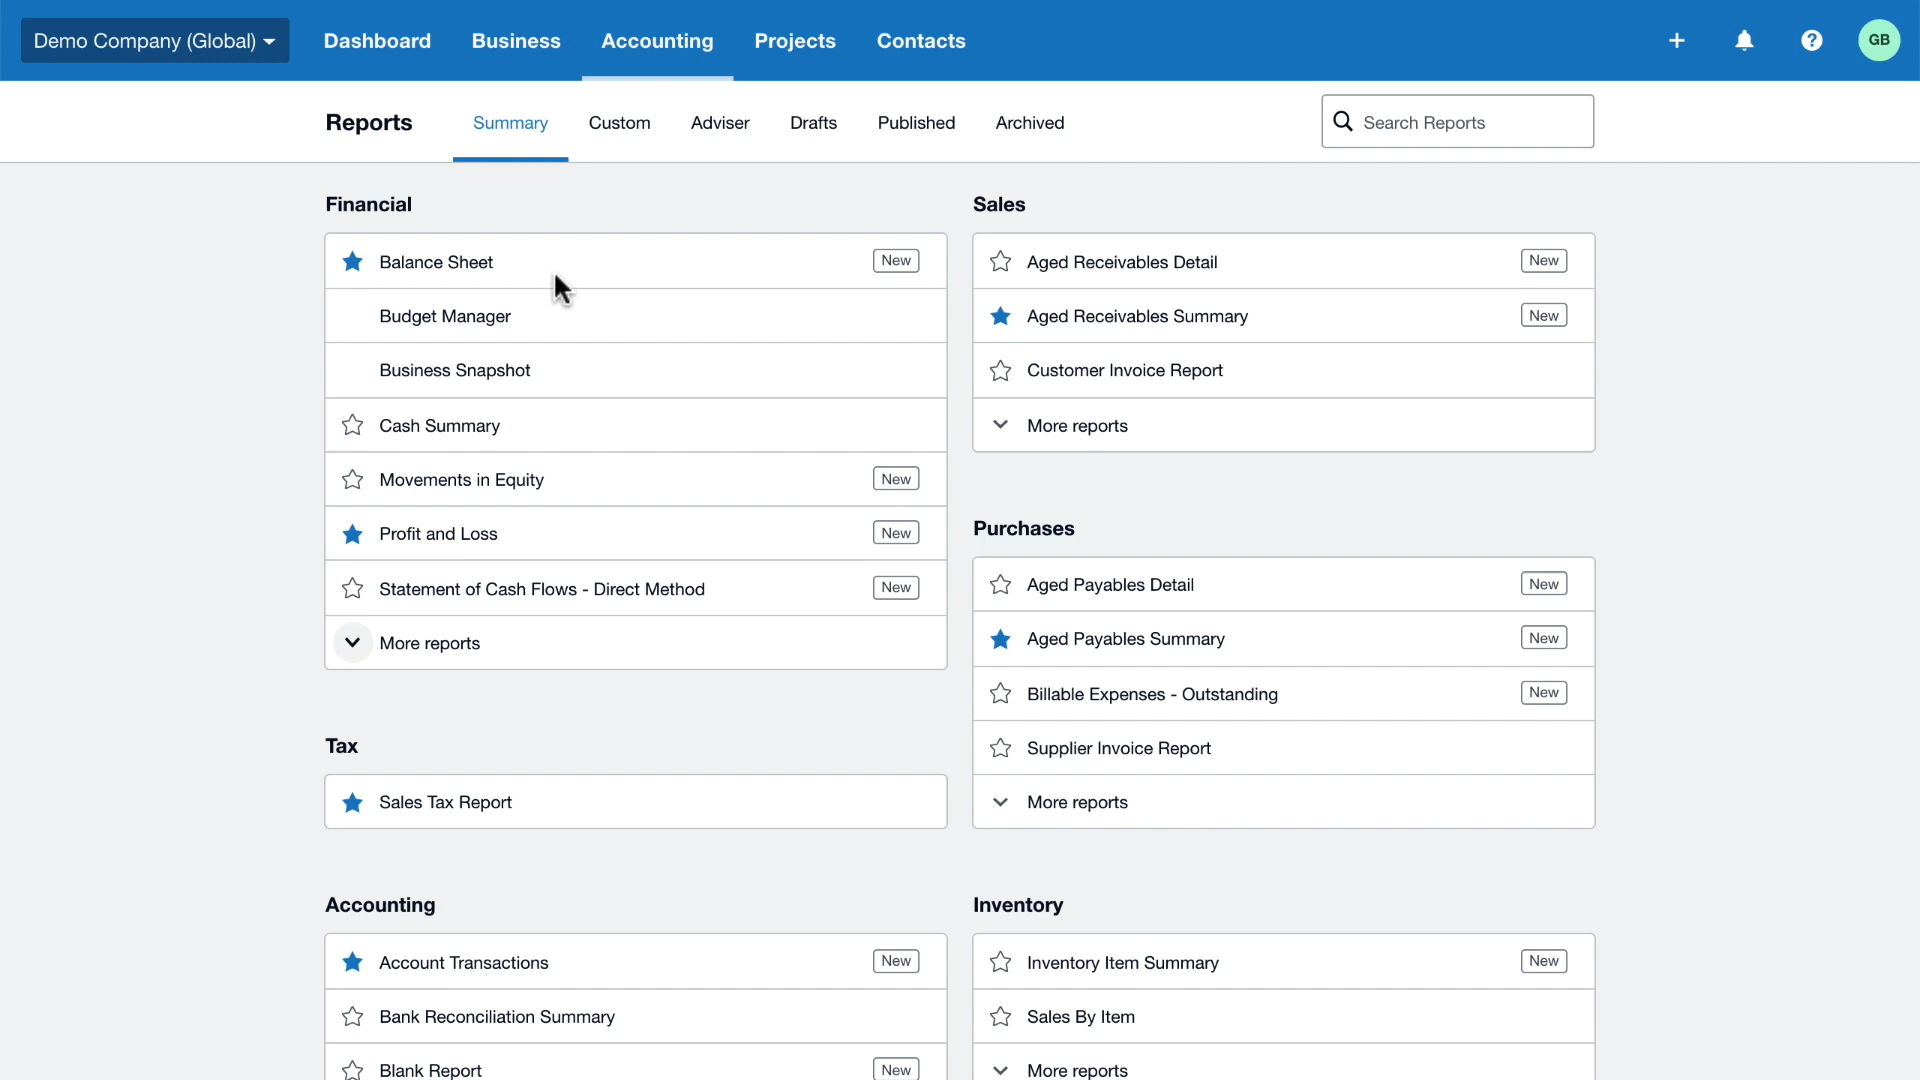 Demo Company (Global)
Dashboard
Business
Accounting
Projects
Contacts
GB
Reports
Summary
Custom
Adviser
Drafts
Published
Archived
Search Reports
Financial
Balance Sheet
New
Budget Manager
Business Snapshot
Cash Summary
Movements in Equity
New
Profit and Loss
New
Statement of Cash Flows - Direct Method
New
More reports
Tax
Sales Tax Report
Accounting
Account Transactions
New
Bank Reconciliation Summary
Blank Report
New
Sales
Aged Receivables Detail
New
Aged Receivables Summary
New
Customer Invoice Report
More reports
Purchases
Aged Payables Detail
New
Aged Payables Summary
New
Billable Expenses - Outstanding
New
Supplier Invoice Report
More reports
Inventory
Inventory Item Summary
New
Sales By Item
More reports